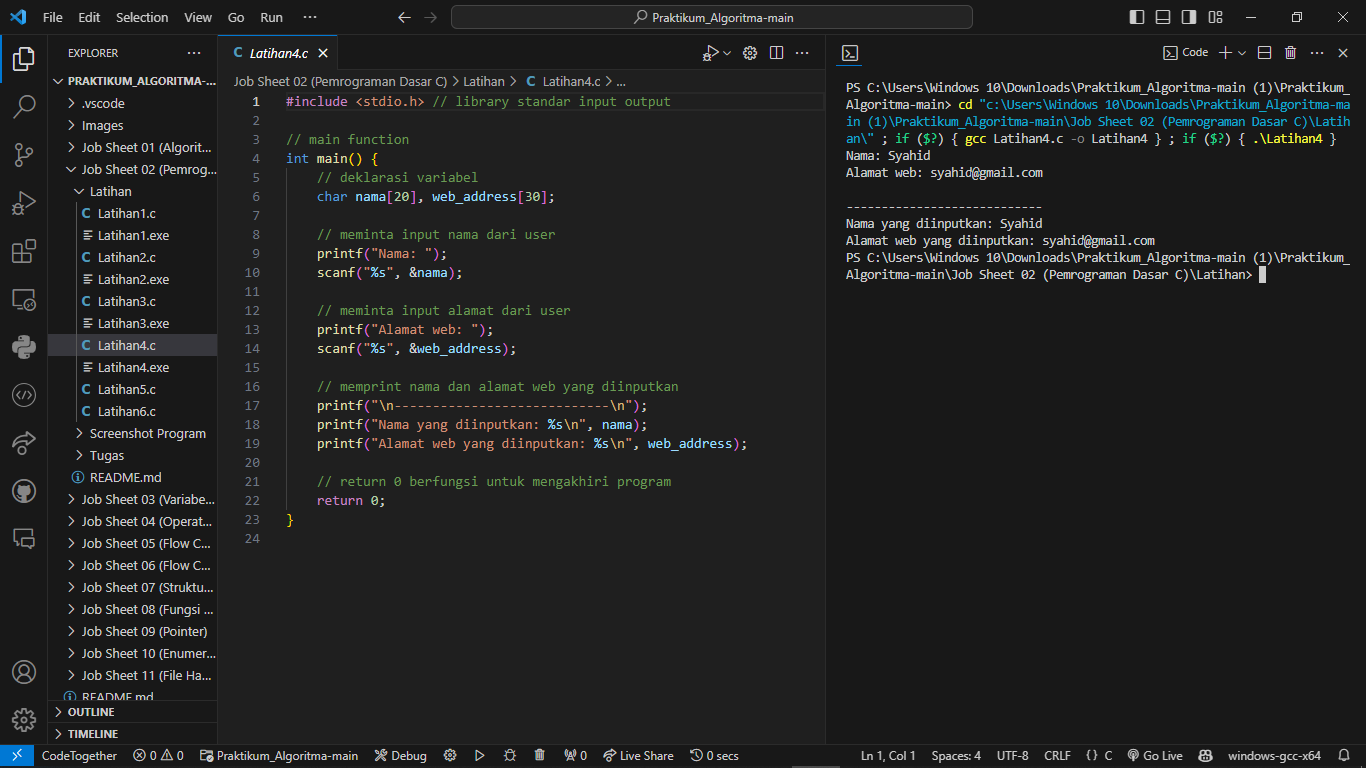 File Edit Selection View Go Run ··· Praktikum_Algoritma-main
EXPLORER ···
PRAKTIKUM_ALGORITMA-...
.vscode
Images
Job Sheet 01 (Algorit...
Job Sheet 02 (Pemrog...
Latihan
C Latihan1.c
Latihan1.exe
C Latihan2.c
Latihan2.exe
C Latihan3.c
Latihan3.exe
C Latihan4.c
Latihan4.exe
C Latihan5.c
C Latihan6.c
Screenshot Program
Tugas
README.md
Job Sheet 03 (Variabe...
Job Sheet 04 (Operat...
Job Sheet 05 (Flow C...
Job Sheet 06 (Flow C...
Job Sheet 07 (Struktu...
Job Sheet 08 (Fungsi ...
Job Sheet 09 (Pointer)
Job Sheet 10 (Enumer...
Job Sheet 11 (File Ha...
README.md
OUTLINE
TIMELINE
C Latihan4.c
Job Sheet 02 (Pemrograman Dasar C) > Latihan > C Latihan4.c > ...
1 #include <stdio.h> // library standar input output
2
3 // main function
4 int main() {
5 // deklarasi variabel
6 char nama[20], web_address[30];
7
8 // meminta input nama dari user
9 printf("Nama: ");
10 scanf("%s", &nama);
11
12 // meminta input alamat dari user
13 printf("Alamat web: ");
14 scanf("%s", &web_address);
15
16 // memprint nama dan alamat web yang diinputkan
17 printf("\n----------------------------\n");
18 printf("Nama yang diinputkan: %s\n", nama);
19 printf("Alamat web yang diinputkan: %s\n", web_address);
20
21 // return 0 berfungsi untuk mengakhiri program
22 return 0;
23 }
24
Code
PS C:\Users\Windows 10\Downloads\Praktikum_Algoritma-main (1)\Praktikum_
Algoritma-main> cd "c:\Users\Windows 10\Downloads\Praktikum_Algoritma-ma
in (1)\Praktikum_Algoritma-main\Job Sheet 02 (Pemrograman Dasar C)\Latih
an\" ; if ($?) { gcc Latihan4.c -o Latihan4 } ; if ($?) { .\Latihan4 }
Nama: Syahid
Alamat web: syahid@gmail.com
----------------------------
Nama yang diinputkan: Syahid
Alamat web yang diinputkan: syahid@gmail.com
PS C:\Users\Windows 10\Downloads\Praktikum_Algoritma-main (1)\Praktikum_
Algoritma-main\Job Sheet 02 (Pemrograman Dasar C)\Latihan>
CodeTogether 0 0 Praktikum_Algoritma-main Debug 0 Live Share 0 secs Ln 1, Col 1 Spaces: 4 UTF-8 CRLF { } C Go Live windows-gcc-x64